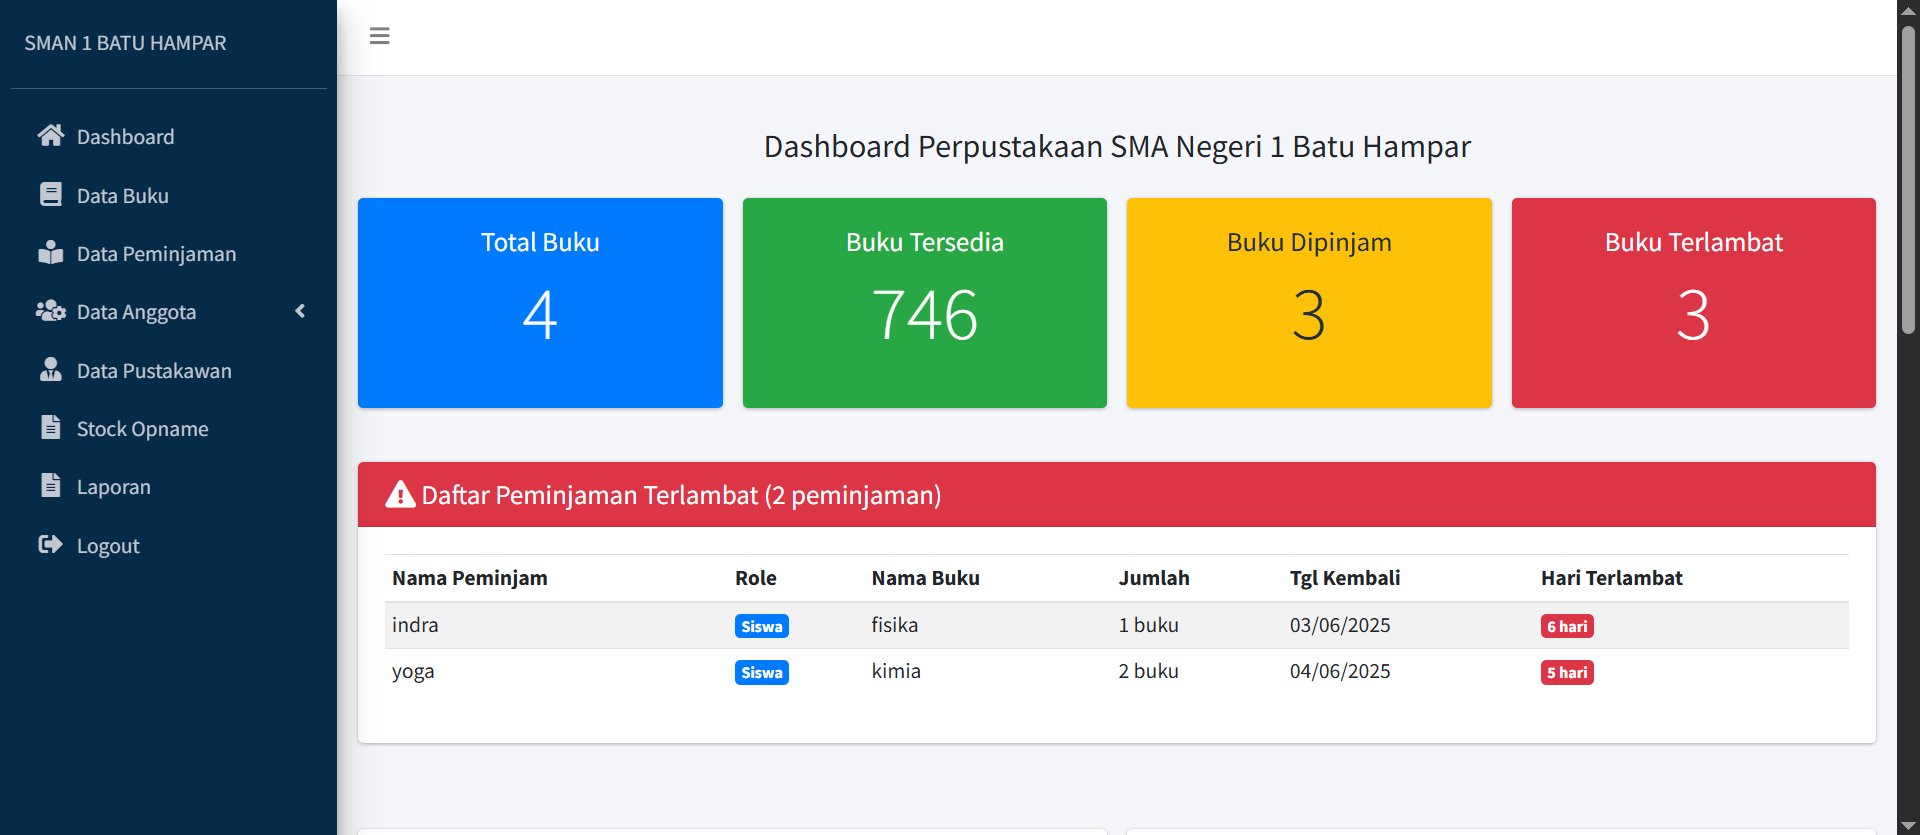 SMAN 1 BATU HAMPAR
Dashboard
Data Buku
Data Peminjaman
Data Anggota
Data Pustakawan
Stock Opname
Laporan
Logout
Dashboard Perpustakaan SMA Negeri 1 Batu Hampar
Total Buku
4
Buku Tersedia
746
Buku Dipinjam
3
Buku Terlambat
3
Daftar Peminjaman Terlambat (2 peminjaman)
Nama Peminjam Role Nama Buku Jumlah Tgl Kembali Hari Terlambat
indra Siswa fisika 1 buku 03/06/2025 6 hari
yoga Siswa kimia 2 buku 04/06/2025 5 hari